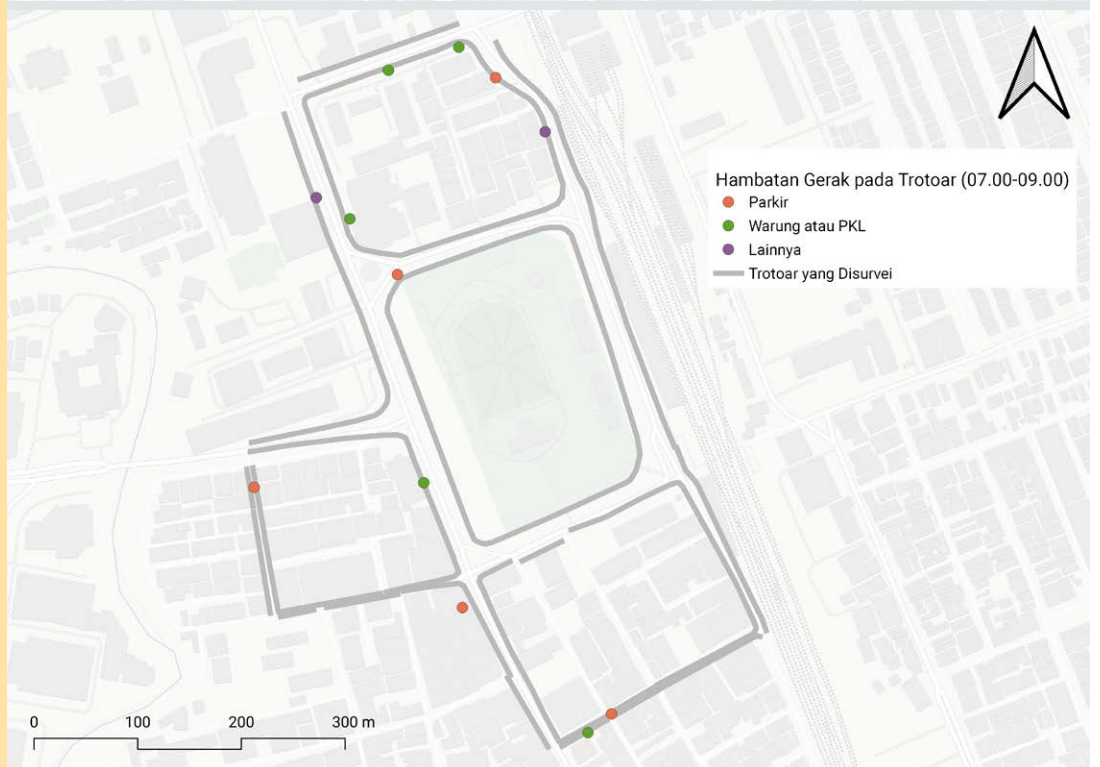 Hambatan Gerak pada Trotoar (07.00-09.00)
Parkir
Warung atau PKL
Lainnya
Trotoar yang Disurvei
0 100 200 300 m